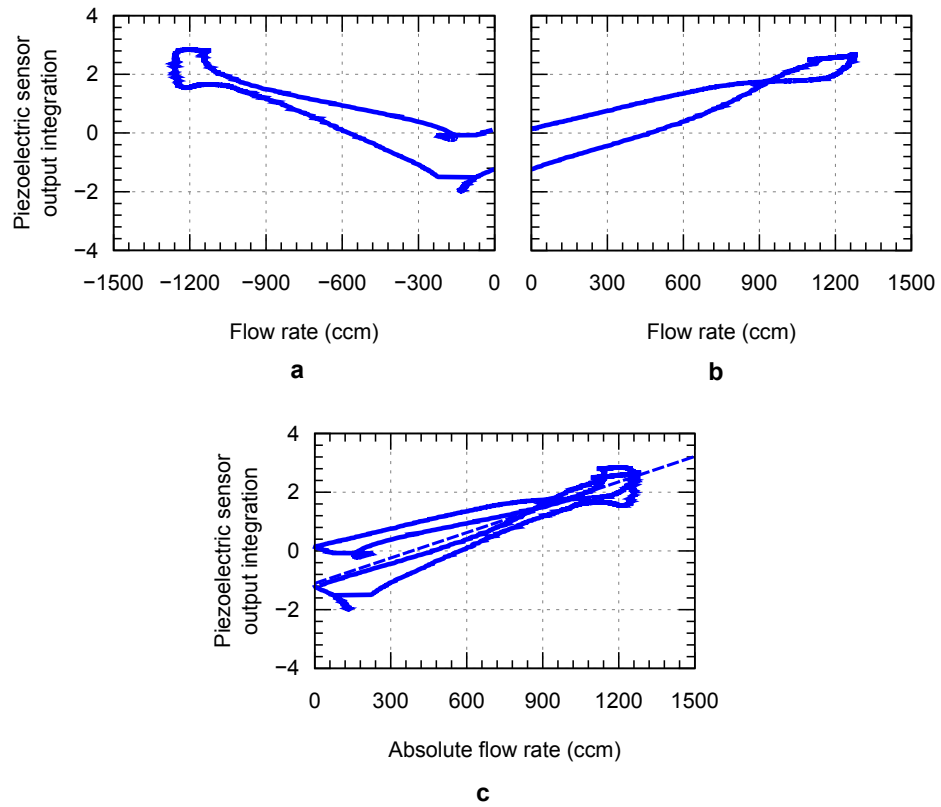 Piezoelectric sensor
output integration
4
2
0
−2
−4
−1500 −1200 −900 −600 −300 0
Flow rate (ccm)
a
0 300 600 900 1200 1500
Flow rate (ccm)
b
Piezoelectric sensor
output integration
4
2
0
−2
−4
0 300 600 900 1200 1500
Absolute flow rate (ccm)
c